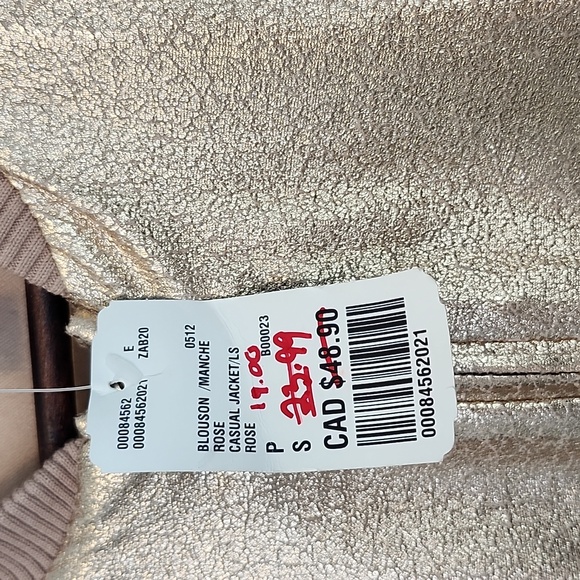 00084562 E
00084562021 ZAB20
BLOUSON /MANCHE 0512
ROSE
CASUAL JACKET/LS
ROSE B00023
19.00
P 23.99
S
CAD $48.90
00084562021